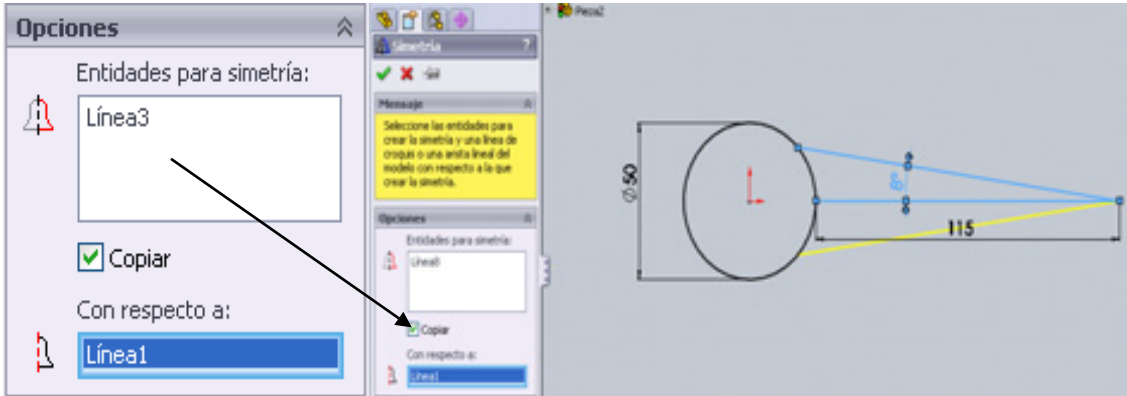 Opciones
Entidades para simetría:
Línea3
Copiar
Con respecto a:
Línea1
Simetría ?
Mensaje
Seleccione las entidades para
crear la simetría y una línea de
croquis o una arista lineal del
modelo con respecto a la que
crear la simetría.
Opciones
Entidades para simetría:
Línea3
Copiar
Con respecto a:
Línea1
Pieza2
Ø 50
8°
115